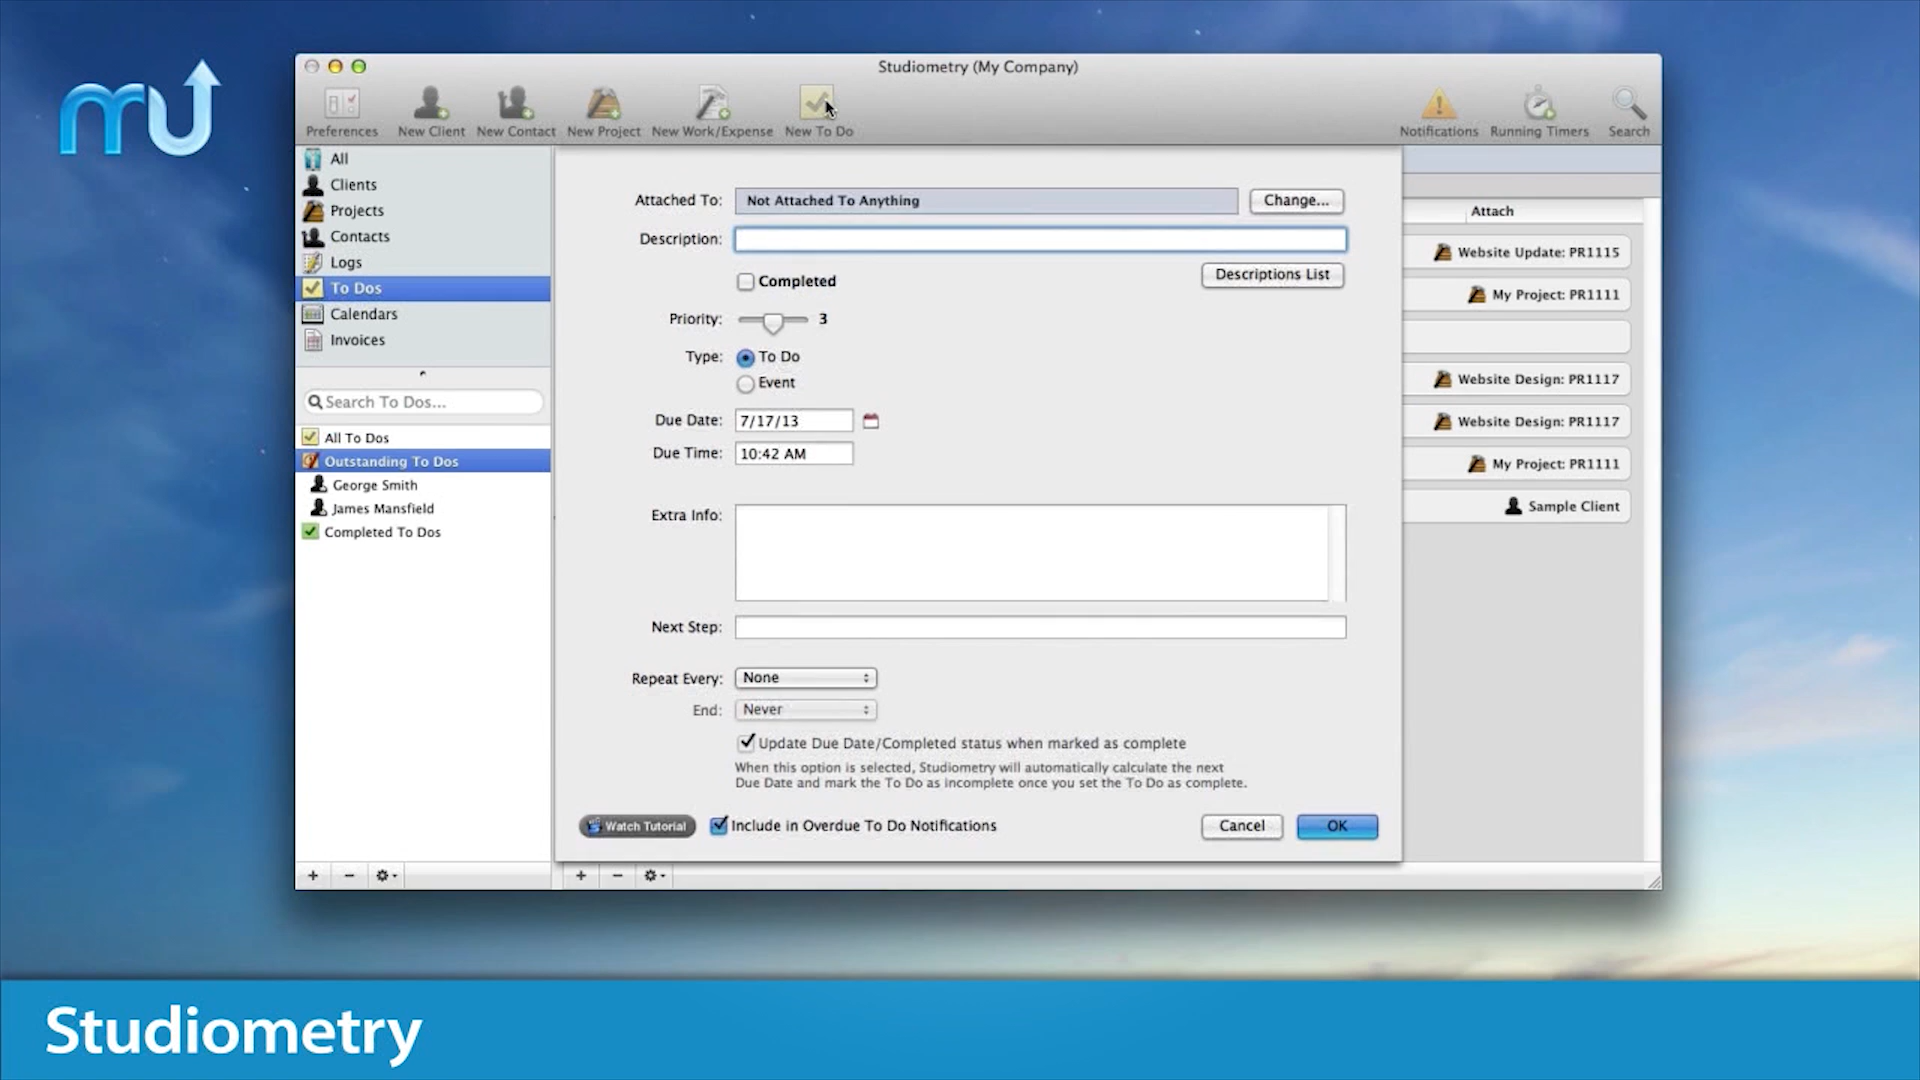 mu
Studiometry (My Company)
Preferences
New Client
New Contact
New Project
New Work/Expense
New To Do
Notifications
Running Timers
Search
All
Clients
Projects
Contacts
Logs
To Dos
Calendars
Invoices
Search To Dos...
All To Dos
Outstanding To Dos
George Smith
James Mansfield
Completed To Dos
Attached To: Not Attached To Anything Change...
Description:
Completed Descriptions List
Priority: 3
Type: To Do
Event
Due Date: 7/17/13
Due Time: 10:42 AM
Extra Info:
Next Step:
Repeat Every: None
End: Never
Update Due Date/Completed status when marked as complete
When this option is selected, Studiometry will automatically calculate the next
Due Date and mark the To Do as incomplete once you set the To Do as complete.
Watch Tutorial Include in Overdue To Do Notifications Cancel OK
Attach
Website Update: PR1115
My Project: PR1111
Website Design: PR1117
Website Design: PR1117
My Project: PR1111
Sample Client
Studiometry